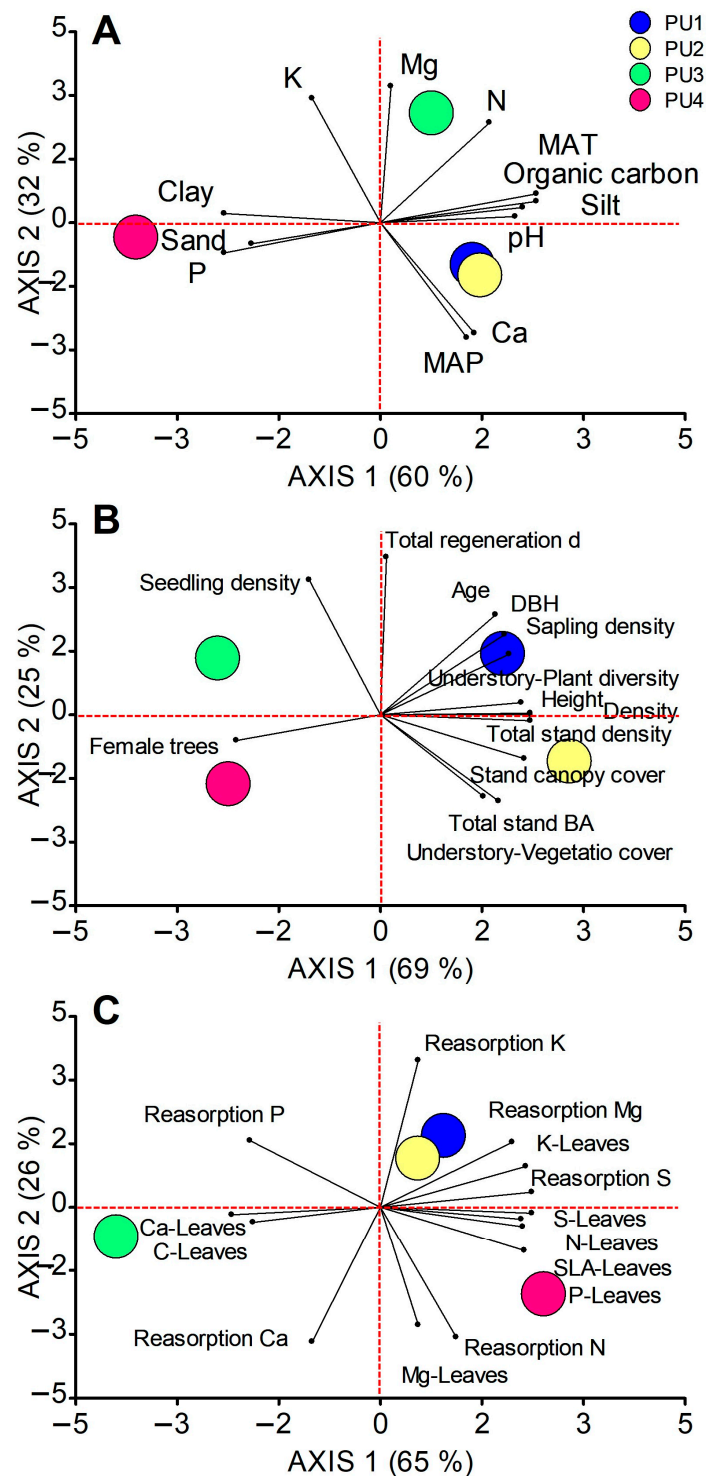 A
PU1
PU2
PU3
PU4
5
3
2
0
−2
−3
−5
AXIS 2 (32 %)
K
Mg
N
MAT
Organic carbon
Silt
pH
Clay
Sand
P
Ca
MAP
−5
−3
−2
0
2
3
5
AXIS 1 (60 %)
B
5
3
2
0
−2
−3
−5
AXIS 2 (25 %)
Total regeneration d
Seedling density
Age
DBH
Sapling density
Understory-Plant diversity
Height
Density
Total stand density
Female trees
Stand canopy cover
Total stand BA
Understory-Vegetatio cover
−5
−3
−2
0
2
3
5
AXIS 1 (69 %)
C
5
3
2
0
−2
−3
−5
AXIS 2 (26 %)
Reasorption K
Reasorption P
Reasorption Mg
K-Leaves
Reasorption S
Ca-Leaves
C-Leaves
S-Leaves
N-Leaves
SLA-Leaves
P-Leaves
Reasorption Ca
Reasorption N
Mg-Leaves
−5
−3
−2
0
2
3
5
AXIS 1 (65 %)